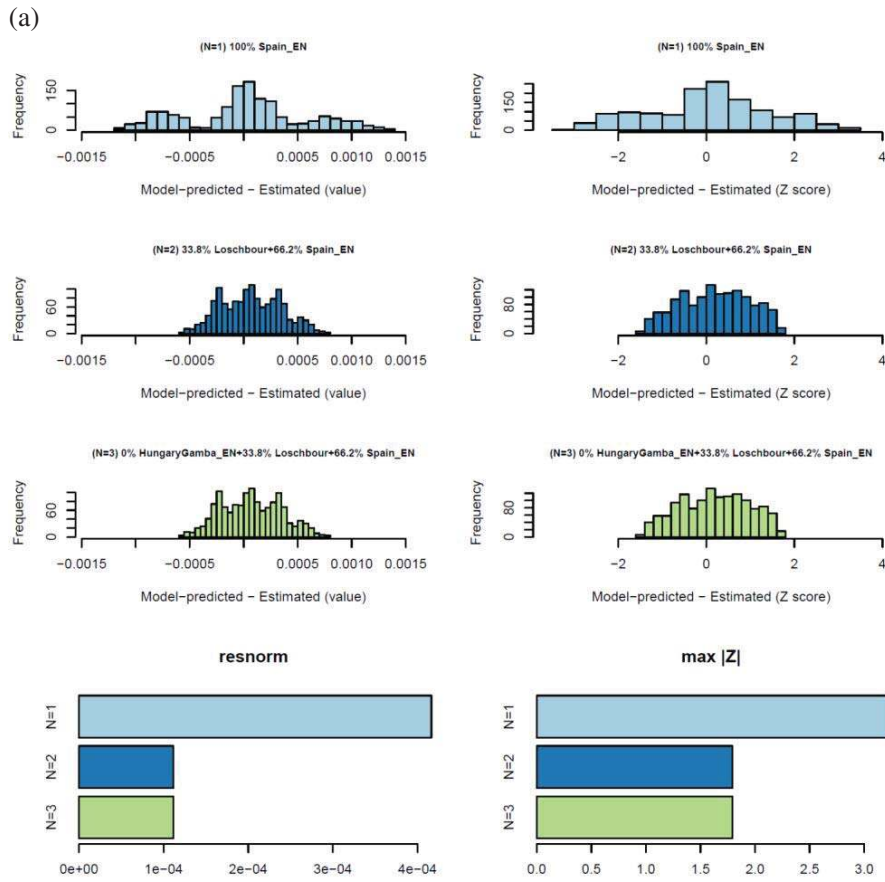 (a)
(N=1) 100% Spain_EN
Frequency
0 150
−0.0015 −0.0005 0.0005 0.0010 0.0015
Model−predicted − Estimated (value)
(N=1) 100% Spain_EN
Frequency
0 150
−2 0 2 4
Model−predicted − Estimated (Z score)
(N=2) 33.8% Loschbour+66.2% Spain_EN
Frequency
0 60
−0.0015 −0.0005 0.0005 0.0010 0.0015
Model−predicted − Estimated (value)
(N=2) 33.8% Loschbour+66.2% Spain_EN
Frequency
0 80
−2 0 2 4
Model−predicted − Estimated (Z score)
(N=3) 0% HungaryGamba_EN+33.8% Loschbour+66.2% Spain_EN
Frequency
0 60
−0.0015 −0.0005 0.0005 0.0010 0.0015
Model−predicted − Estimated (value)
(N=3) 0% HungaryGamba_EN+33.8% Loschbour+66.2% Spain_EN
Frequency
0 80
−2 0 2 4
Model−predicted − Estimated (Z score)
resnorm
N=1
N=2
N=3
0e+00 1e−04 2e−04 3e−04 4e−04
max |Z|
N=1
N=2
N=3
0.0 0.5 1.0 1.5 2.0 2.5 3.0